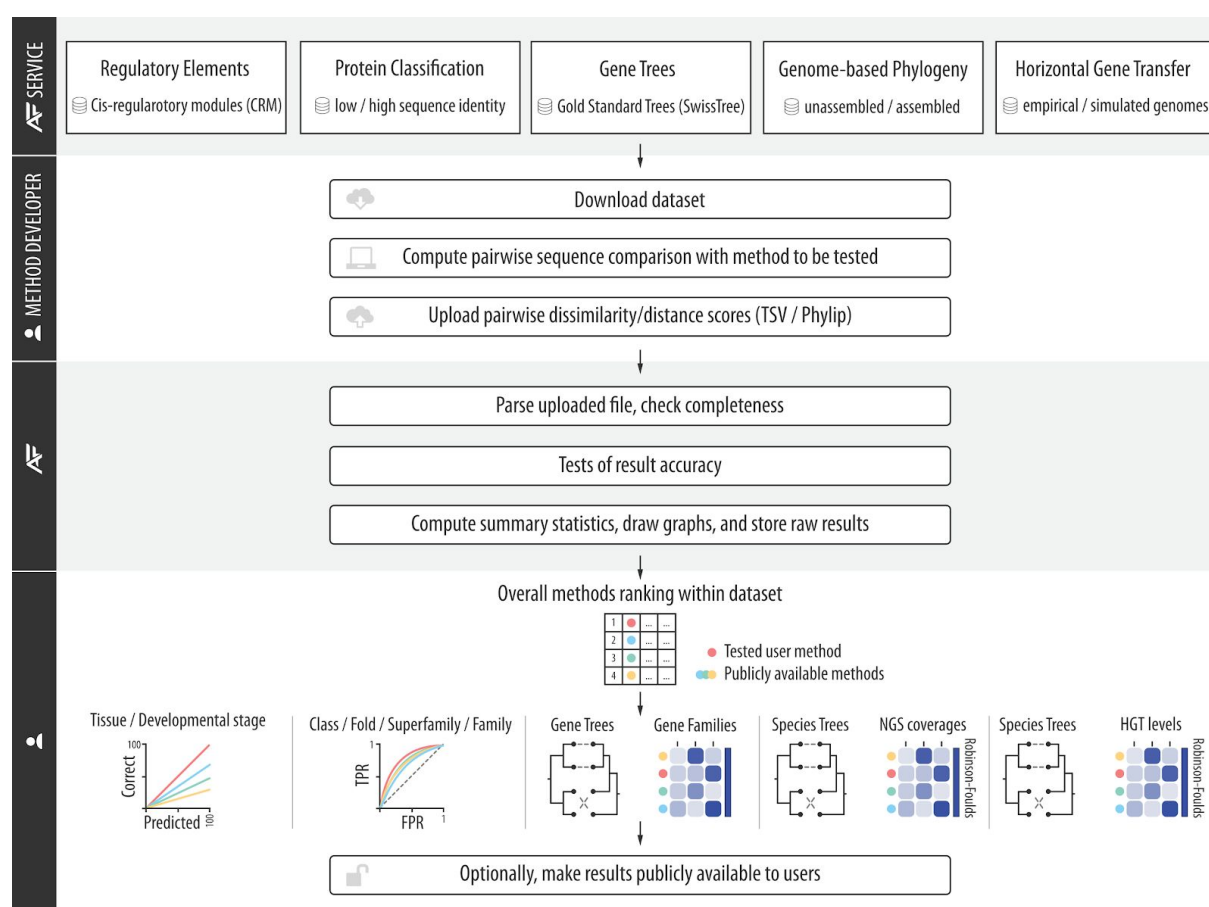 AF SERVICE
Regulatory Elements
Cis-regularotory modules (CRM)
Protein Classification
low / high sequence identity
Gene Trees
Gold Standard Trees (SwissTree)
Genome-based Phylogeny
unassembled / assembled
Horizontal Gene Transfer
empirical / simulated genomes
METHOD DEVELOPER
Download dataset
Compute pairwise sequence comparison with method to be tested
Upload pairwise dissimilarity/distance scores (TSV / Phylip)
AF
Parse uploaded file, check completeness
Tests of result accuracy
Compute summary statistics, draw graphs, and store raw results
Overall methods ranking within dataset
1 ... ...
2 ... ...
3 ... ...
4 ... ...
Tested user method
Publicly available methods
Tissue / Developmental stage
100
Correct
Predicted
100
Class / Fold / Superfamily / Family
1
TPR
FPR
1
Gene Trees
Gene Families
Robinson-Foulds
Species Trees
NGS coverages
Robinson-Foulds
Species Trees
HGT levels
Robinson-Foulds
Optionally, make results publicly available to users